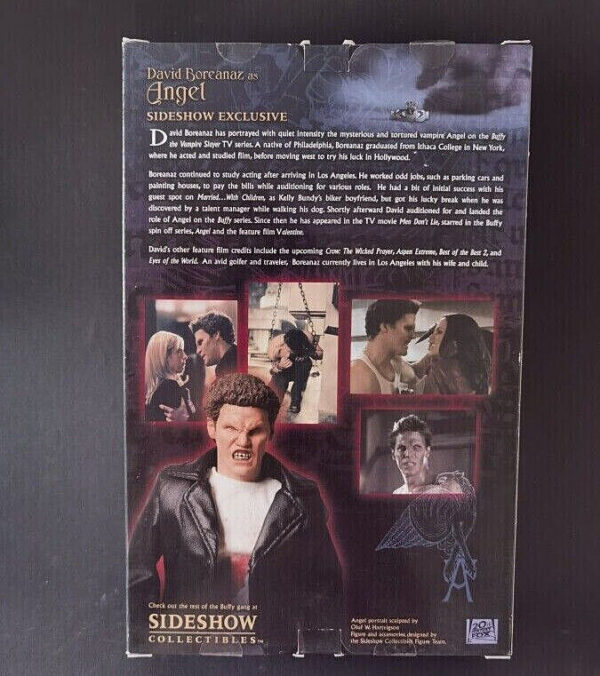 David Boreanaz as
Angel
SIDESHOW EXCLUSIVE
David Boreanaz has portrayed with quiet intensity the mysterious and tortured vampire Angel on the Buffy
the Vampire Slayer TV series. A native of Philadelphia, Boreanaz graduated from Ithaca College in New York,
where he acted and studied film, before moving west to try his luck in Hollywood.
Boreanaz continued to study acting after arriving in Los Angeles. He worked odd jobs, such as parking cars and
painting houses, to pay the bills while auditioning for various roles. He had a bit of initial success with his
guest spot on Married...With Children, as Kelly Bundy's biker boyfriend, but got his lucky break when he was
discovered by a talent manager while walking his dog. Shortly afterward David auditioned for and landed the
role of Angel on the Buffy series. Since then he has appeared in the TV movie Men Don't Lie, starred in the Buffy
spin off series, Angel and the feature film Valentine.
David's other feature film credits include the upcoming Crow: The Wicked Prayer, Aspen Extreme, Best of the Best 2, and
Eyes of the World. An avid golfer and traveler, Boreanaz currently lives in Los Angeles with his wife and child.
Check out the rest of the Buffy gang at
SIDESHOW
COLLECTIBLES™
Angel portrait sculpted by
Oluf W. Hartvigson
Figure and accessories designed by
the Sideshow Collectibles Figure Team.
A
20th
CENTURY
FOX